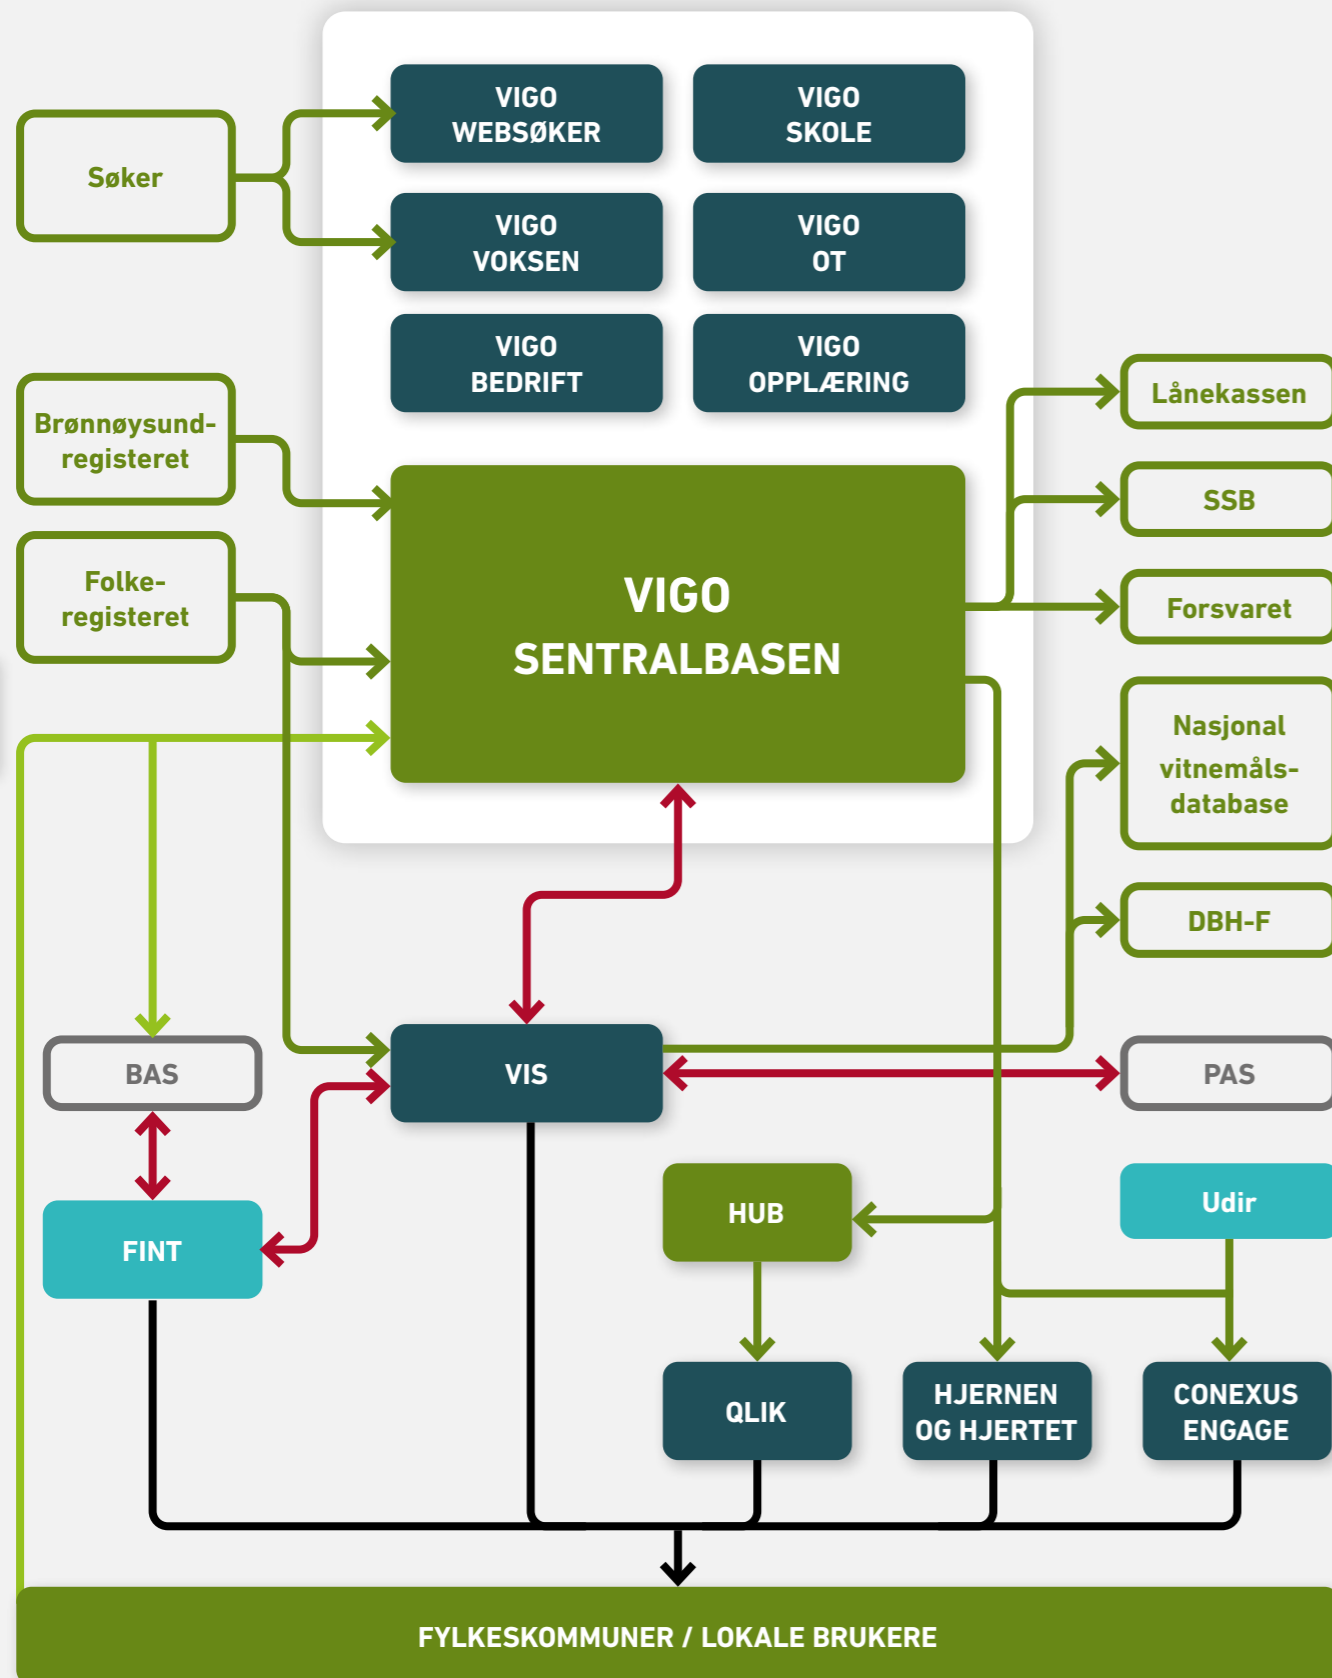 VIGO
WEBSØKER
VIGO
SKOLE
Søker
VIGO
VOKSEN
VIGO
OT
VIGO
BEDRIFT
VIGO
OPPLÆRING
Lånekassen
Brønnøysund-
registeret
SSB
Folke-
registeret
VIGO
SENTRALBASEN
Forsvaret
Nasjonal
vitnemåls-
database
DBH-F
BAS
VIS
PAS
HUB
Udir
FINT
QLIK
HJERNEN
OG HJERTET
CONEXUS
ENGAGE
FYLKESKOMMUNER / LOKALE BRUKERE